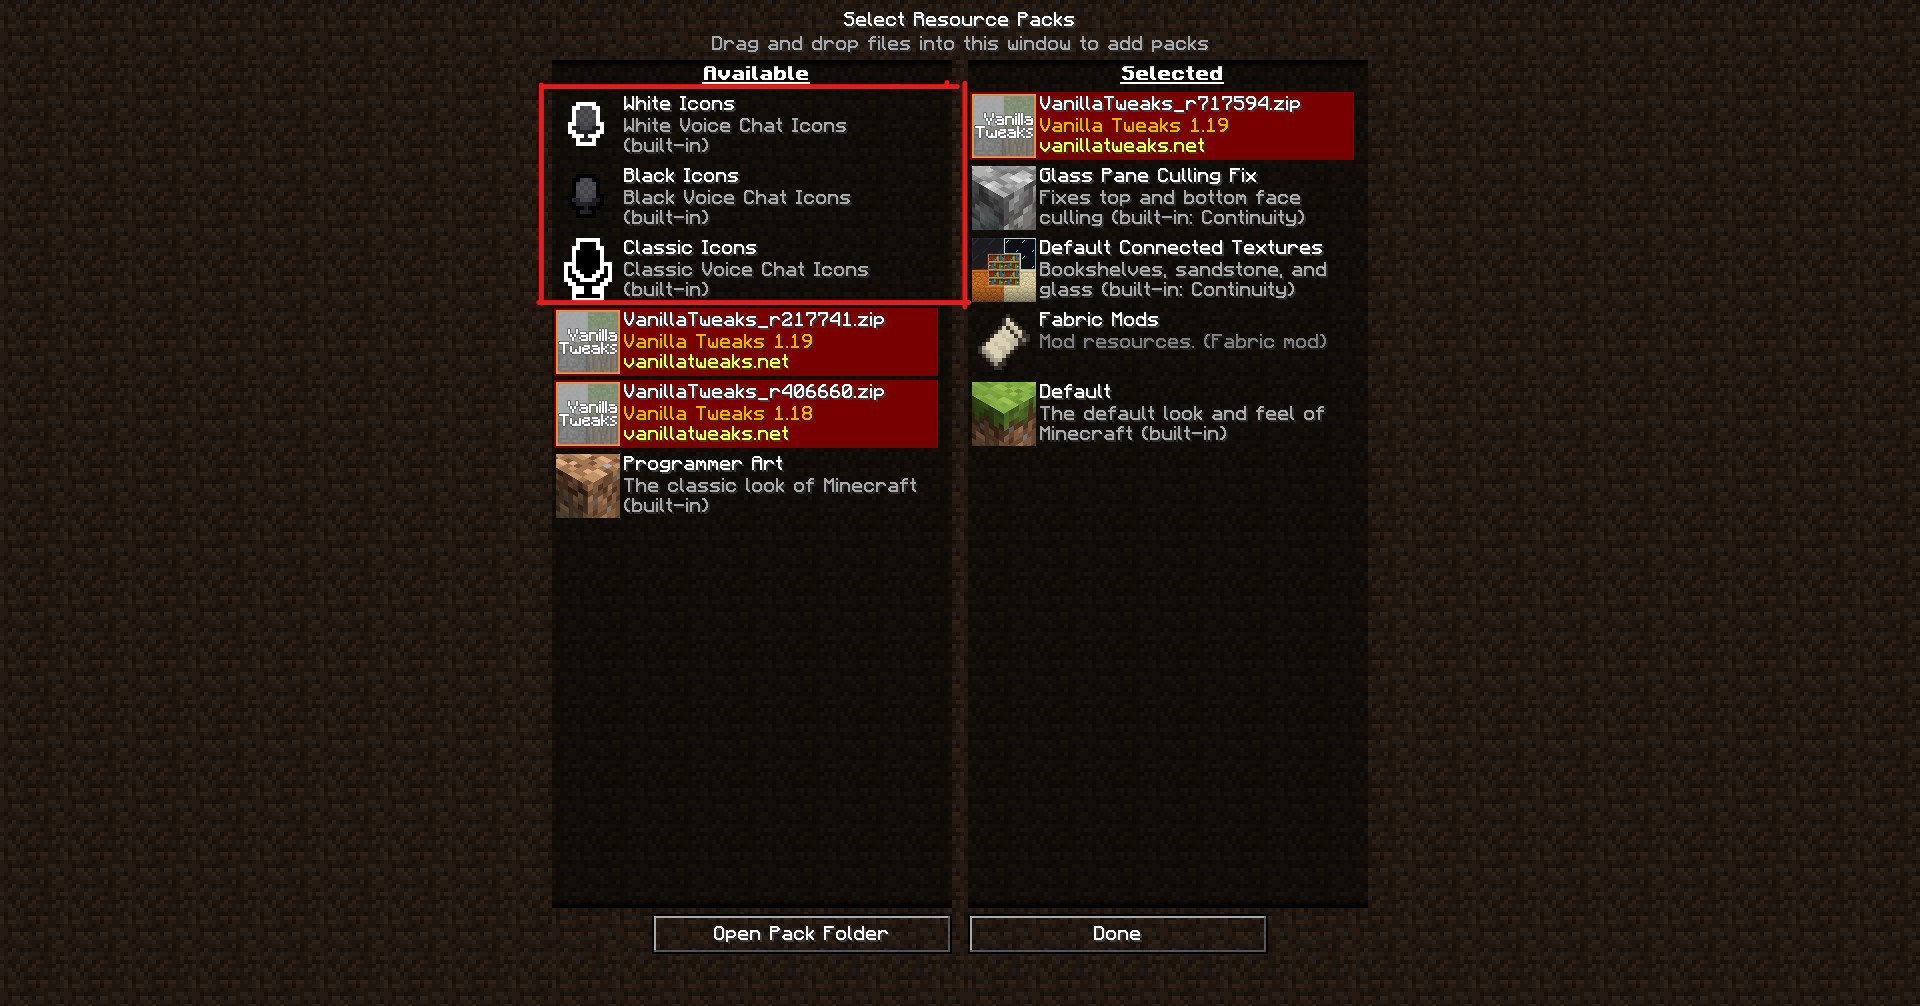 Select Resource Packs
Drag and drop files into this window to add packs
Available
White Icons
White Voice Chat Icons
(built-in)
Black Icons
Black Voice Chat Icons
(built-in)
Classic Icons
Classic Voice Chat Icons
(built-in)
Vanilla
Tweaks
VanillaTweaks_r217741.zip
Vanilla Tweaks 1.19
vanillatweaks.net
Vanilla
Tweaks
VanillaTweaks_r406660.zip
Vanilla Tweaks 1.18
vanillatweaks.net
Programmer Art
The classic look of Minecraft
(built-in)
Selected
Vanilla
Tweaks
VanillaTweaks_r717594.zip
Vanilla Tweaks 1.19
vanillatweaks.net
Glass Pane Culling Fix
Fixes top and bottom face
culling (built-in: Continuity)
Default Connected Textures
Bookshelves, sandstone, and
glass (built-in: Continuity)
Fabric Mods
Mod resources. (Fabric mod)
Default
The default look and feel of
Minecraft (built-in)
Open Pack Folder
Done